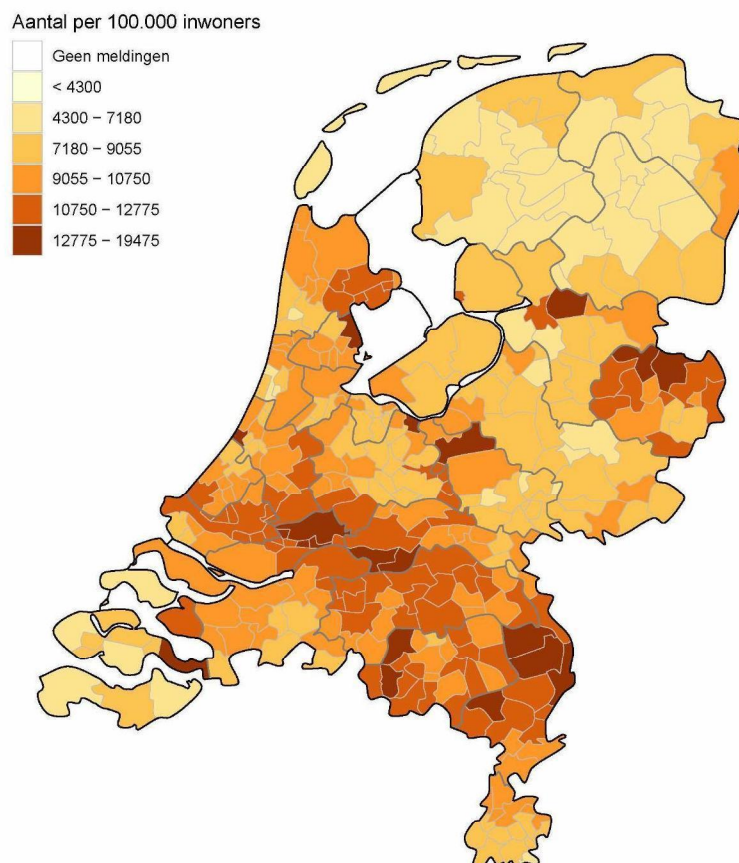 Aantal per 100.000 inwoners
Geen meldingen
< 4300
4300 – 7180
7180 – 9055
9055 – 10750
10750 – 12775
12775 – 19475